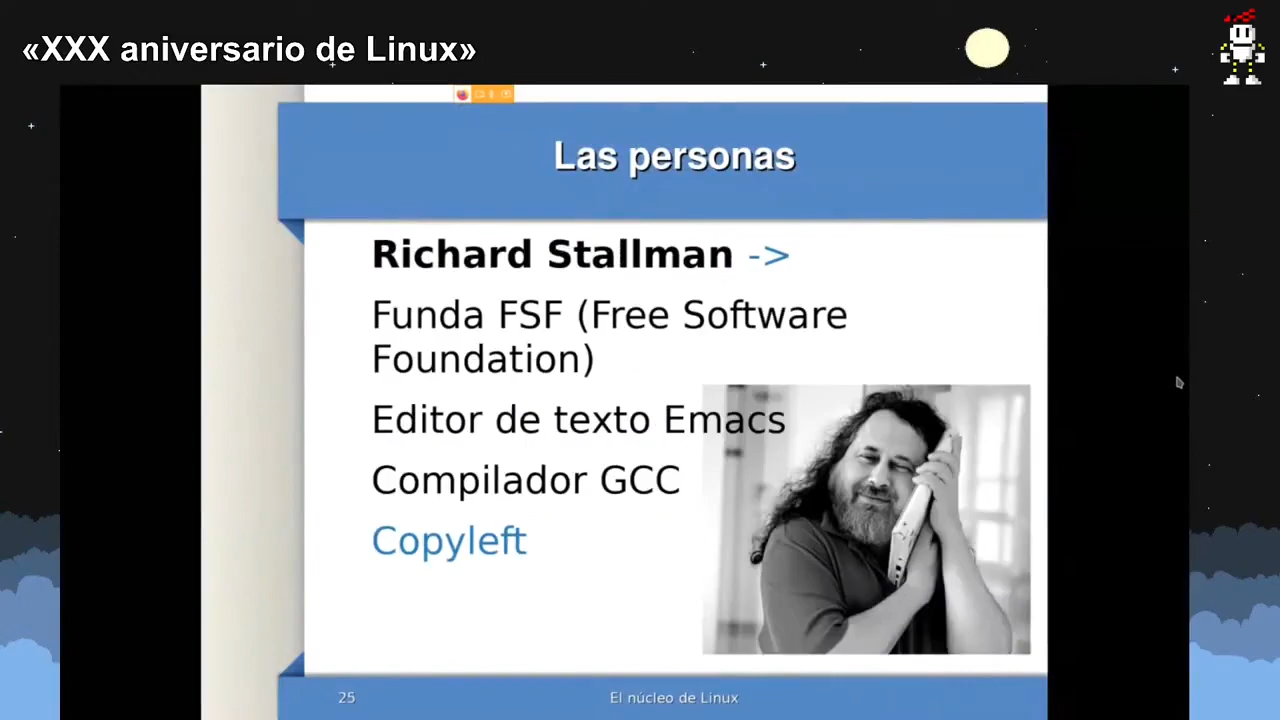 «XXX aniversario de Linux»
Las personas
Richard Stallman ->
Funda FSF (Free Software
Foundation)
Editor de texto Emacs
Compilador GCC
Copyleft
25
El núcleo de Linux